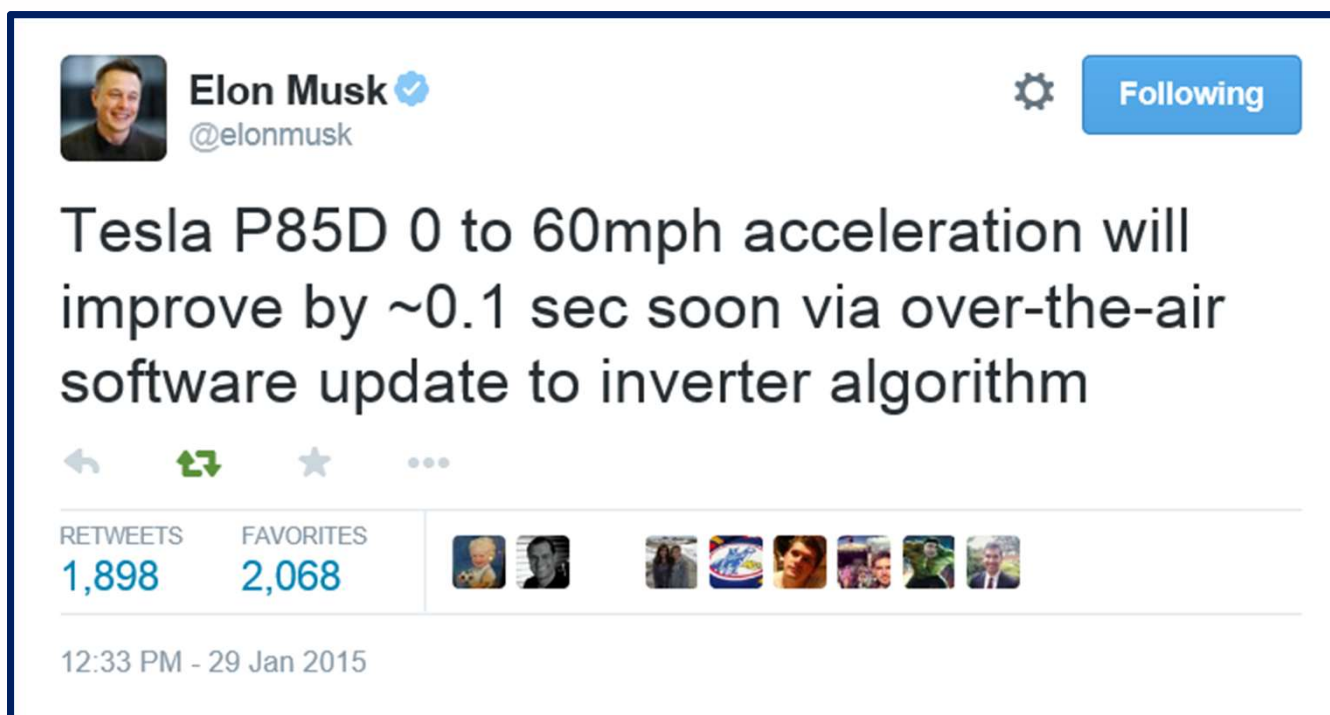 Elon Musk
@elonmusk
Following
Tesla P85D 0 to 60mph acceleration will
improve by ~0.1 sec soon via over-the-air
software update to inverter algorithm
RETWEETS FAVORITES
1,898 2,068
12:33 PM - 29 Jan 2015